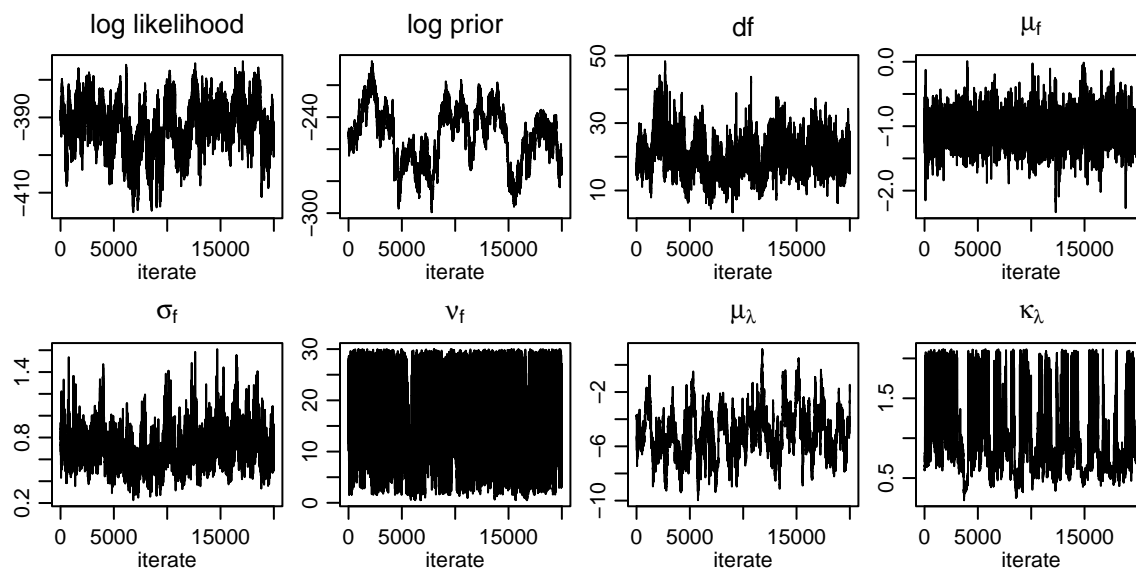 log likelihood
log prior
df
μf
−410 −390
−300 −240
10 30 50
−2.0 −1.0 0.0
0 5000 15000
0 5000 15000
0 5000 15000
0 5000 15000
iterate
iterate
iterate
iterate
σf
νf
μλ
κλ
0.2 0.8 1.4
0 10 20 30
−10 −6 −2
0.5 1.5
0 5000 15000
0 5000 15000
0 5000 15000
0 5000 15000
iterate
iterate
iterate
iterate